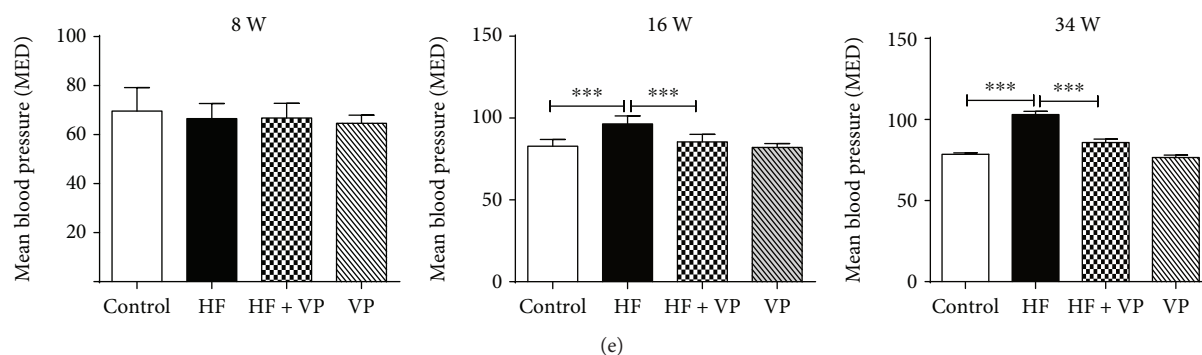 8 W
Mean blood pressure (MED)
100
80
60
40
20
Control HF HF + VP VP
16 W
Mean blood pressure (MED)
150
100
50
0
*** ***
Control HF HF + VP VP
34 W
Mean blood pressure (MED)
150
100
50
0
*** ***
Control HF HF + VP VP
(e)